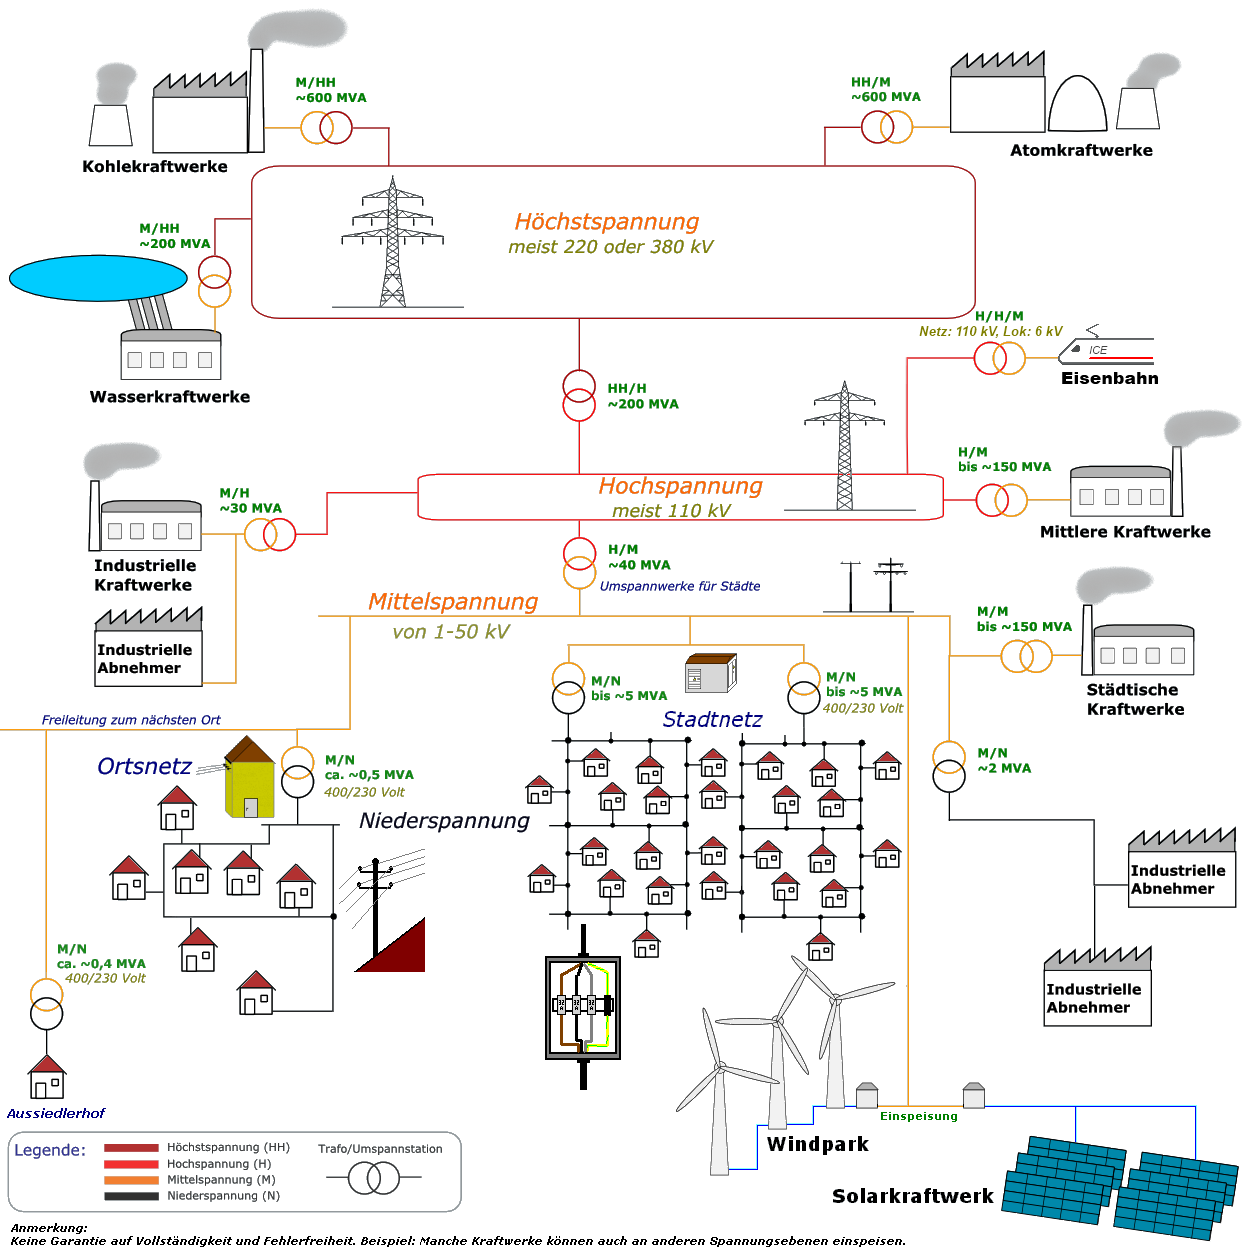 M/HH
~600 MVA
Kohlekraftwerke
HH/M
~600 MVA
Atomkraftwerke
Höchstspannung
meist 220 oder 380 kV
M/HH
~200 MVA
Wasserkraftwerke
H/H/M
Netz: 110 kV, Lok: 6 kV
ICE
Eisenbahn
HH/H
~200 MVA
H/M
bis ~150 MVA
Mittlere Kraftwerke
Hochspannung
meist 110 kV
M/H
~30 MVA
Industrielle
Kraftwerke
Industrielle
Abnehmer
H/M
~40 MVA
Umspannwerke für Städte
Mittelspannung
von 1-50 kV
M/M
bis ~150 MVA
Städtische
Kraftwerke
M/N
bis ~5 MVA
M/N
bis ~5 MVA
400/230 Volt
Stadtnetz
Freileitung zum nächsten Ort
Ortsnetz
M/N
ca. ~0,5 MVA
400/230 Volt
Niederspannung
M/N
~2 MVA
Industrielle
Abnehmer
Industrielle
Abnehmer
M/N
ca. ~0,4 MVA
400/230 Volt
Aussiedlerhof
Einspeisung
Windpark
Solarkraftwerk
Legende:
Höchstspannung (HH)
Hochspannung (H)
Mittelspannung (M)
Niederspannung (N)
Trafo/Umspannstation
Anmerkung:
Keine Garantie auf Vollständigkeit und Fehlerfreiheit. Beispiel: Manche Kraftwerke können auch an anderen Spannungsebenen einspeisen.